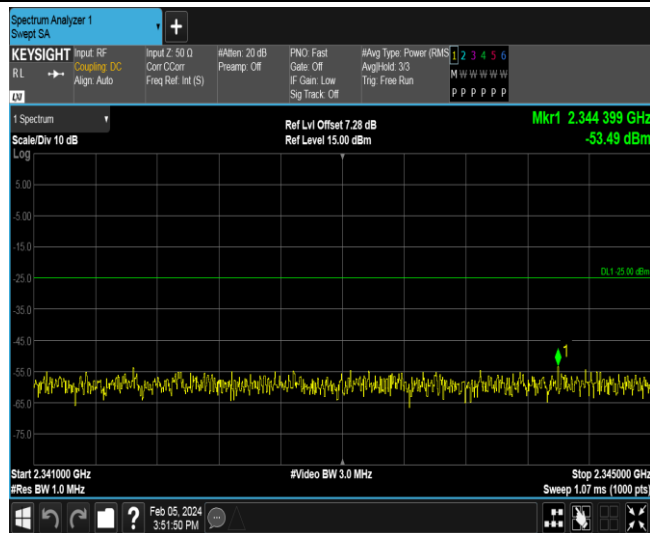 Spectrum Analyzer 1
Swept SA
KEYSIGHT
RL
Input: RF
Coupling: DC
Align: Auto
Input Z: 50 Ω
Corr CCorr
Freq Ref: Int (S)
#Atten: 20 dB
Preamp: Off
PNO: Fast
Gate: Off
IF Gain: Low
Sig Track: Off
#Avg Type: Power (RMS
Avg|Hold: 3/3
Trig: Free Run
1 2 3 4 5 6
M W W W W W
P P P P P P
1 Spectrum
Scale/Div 10 dB
Ref Lvl Offset 7.28 dB
Ref Level 15.00 dBm
Mkr1 2.344 399 GHz
-53.49 dBm
Log
5.00
-5.00
-15.0
-25.0
DL1 -25.00 dBm
-35.0
-45.0
1
-55.0
-65.0
-75.0
Start 2.341000 GHz
#Video BW 3.0 MHz
Stop 2.345000 GHz
#Res BW 1.0 MHz
Sweep 1.07 ms (1000 pts)
?
Feb 05, 2024
3:51:50 PM